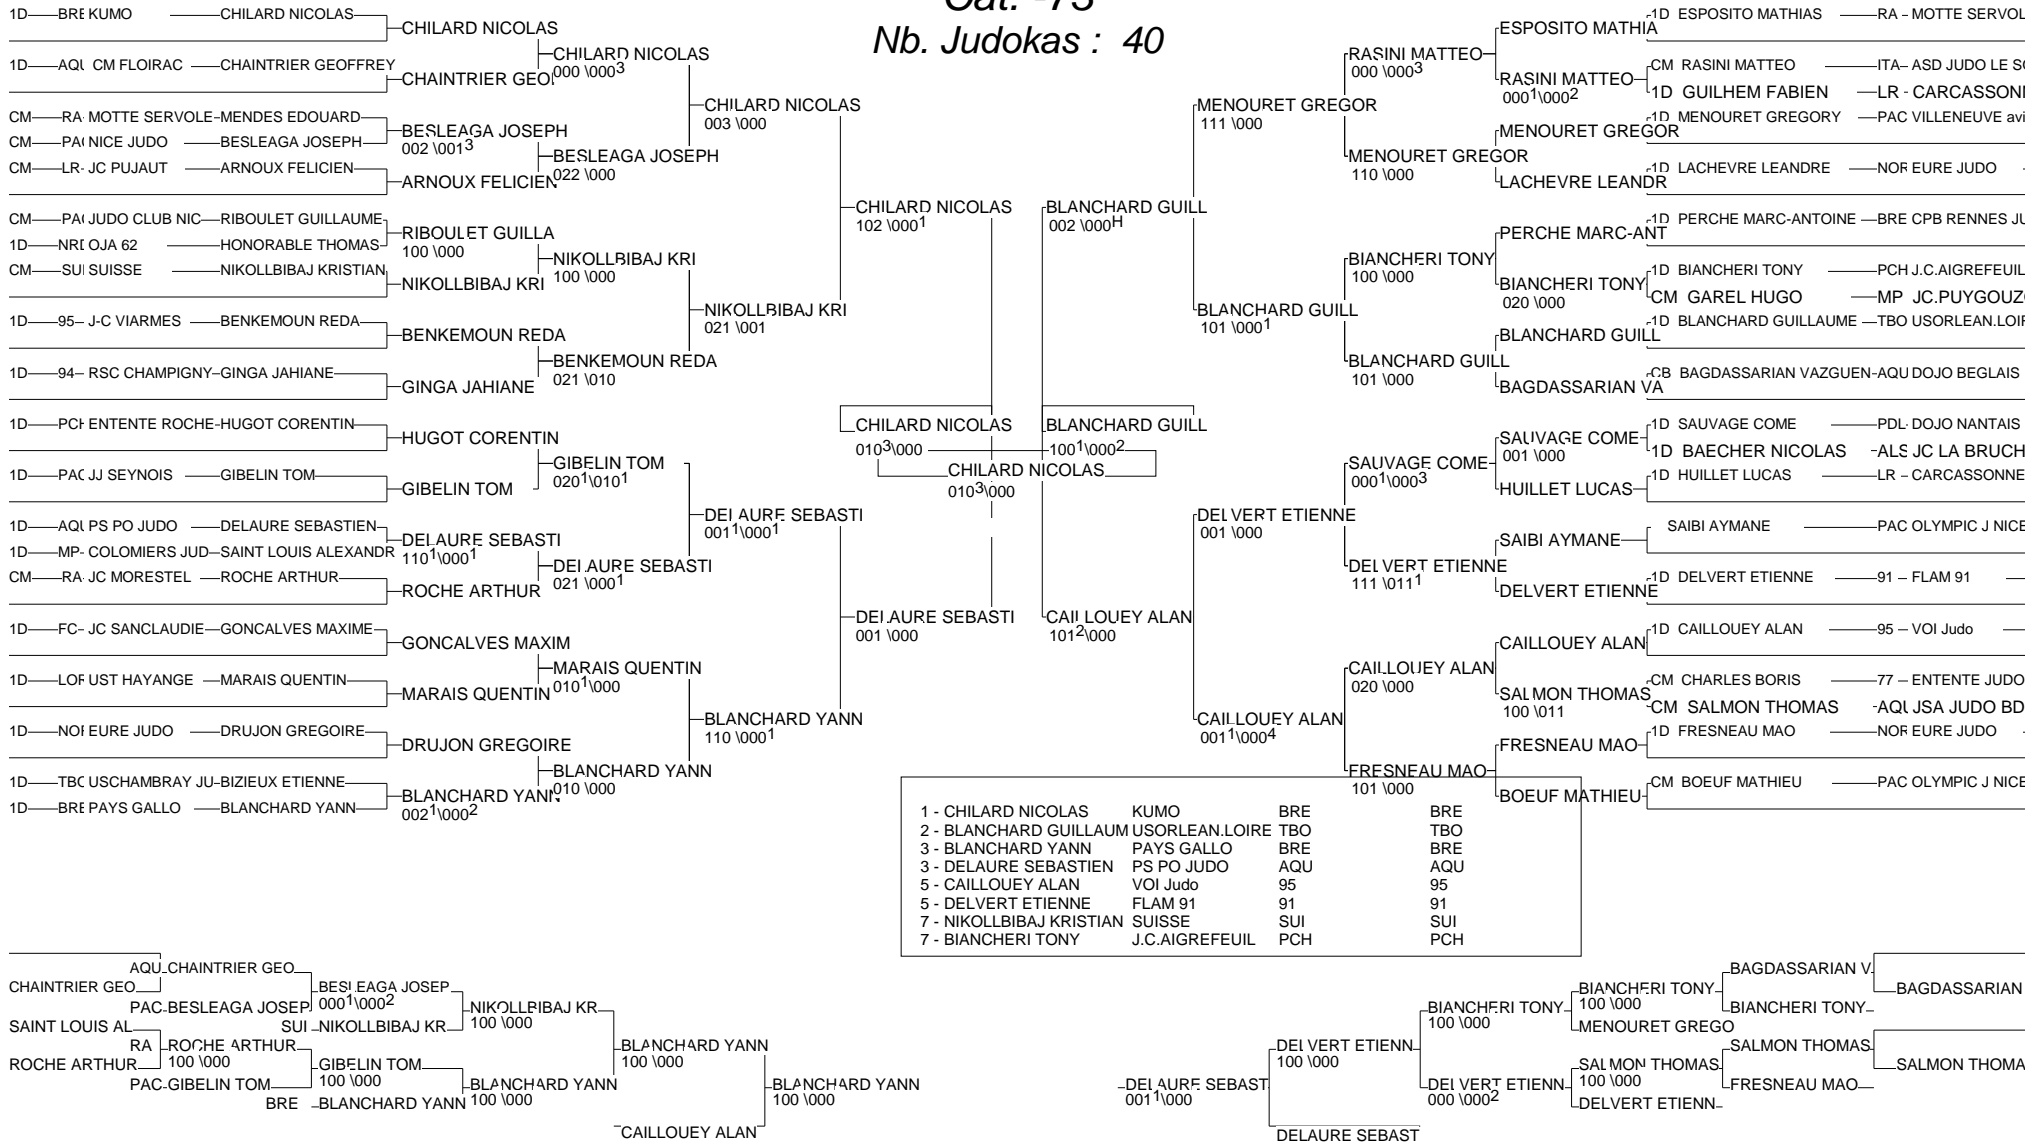 Cat. -73
Nb. Judokas : 40
1D BRE KUMO CHILARD NICOLAS
1D AQU CM FLOIRAC CHAINTRIER GEOFFREY
CM RA- MOTTE SERVOLE MENDES EDOUARD
CM PAC NICE JUDO BESLEAGA JOSEPH
CM LR- JC PUJAUT ARNOUX FELICIEN
CM PAC JUDO CLUB NIC RIBOULET GUILLAUME
1D NRD OJA 62 HONORABLE THOMAS
CM SUI SUISSE NIKOLLBIBAJ KRISTIAN
1D 95 J-C VIARMES BENKEMOUN REDA
1D 94 RSC CHAMPIGNY GINGA JAHIANE
1D PCH ENTENTE ROCHE HUGOT CORENTIN
1D PAC JJ SEYNOIS GIBELIN TOM
1D AQU PS PO JUDO DELAURE SEBASTIEN
1D MP- COLOMIERS JUD SAINT LOUIS ALEXANDR
CM RA- JC MORESTEL ROCHE ARTHUR
1D FC- JC SANCLAUDIE GONCALVES MAXIME
1D LOR UST HAYANGE MARAIS QUENTIN
1D NOR EURE JUDO DRUJON GREGOIRE
1D TBO USCHAMBRAY JU BIZIEUX ETIENNE
1D BRE PAYS GALLO BLANCHARD YANN
CHILARD NICOLAS
CHAINTRIER GEO
BESLEAGA JOSEPH
002 \001 3
ARNOUX FELICIEN
RIBOULET GUILLA
100 \000
NIKOLLBIBAJ KRI
BENKEMOUN REDA
GINGA JAHIANE
HUGOT CORENTIN
GIBELIN TOM
DELAURE SEBASTI
110 1\000 1
ROCHE ARTHUR
GONCALVES MAXIM
MARAIS QUENTIN
DRUJON GREGOIRE
BLANCHARD YANN
002 1\000 2
CHILARD NICOLAS
000 \000 3
BESLEAGA JOSEPH
022 \000
NIKOLLBIBAJ KRI
100 \000
BENKEMOUN REDA
021 \010
GIBELIN TOM
020 1\010 1
DELAURE SEBASTI
021 \000 1
MARAIS QUENTIN
010 1\000
BLANCHARD YANN
010 \000
CHILARD NICOLAS
003 \000
NIKOLLBIBAJ KRI
021 \001
DELAURE SEBASTI
001 1\000 1
BLANCHARD YANN
110 \000 1
CHILARD NICOLAS
102 \000 1
DELAURE SEBASTI
001 \000
CHILARD NICOLAS
010 3\000
BLANCHARD GUILL
100 1\000 2
CHILARD NICOLAS
010 3\000
BLANCHARD GUILL
002 \000 H
CAILLOUEY ALAN
101 2\000
MENOURET GREGOR
111 \000
BLANCHARD GUILL
101 \000 1
DELVERT ETIENNE
001 \000
CAILLOUEY ALAN
001 1\000 4
RASINI MATTEO
000 \000 3
MENOURET GREGOR
110 \000
BIANCHERI TONY
100 \000
BLANCHARD GUILL
101 \000
SAUVAGE COME
000 1\000 3
DELVERT ETIENNE
111 \011 1
CAILLOUEY ALAN
020 \000
FRESNEAU MAO
101 \000
ESPOSITO MATHIA
RASINI MATTEO
000 1\000 2
MENOURET GREGOR
LACHEVRE LEANDR
PERCHE MARC-ANT
BIANCHERI TONY
020 \000
BLANCHARD GUILL
BAGDASSARIAN VA
SAUVAGE COME
001 \000
HUILLET LUCAS
SAIBI AYMANE
DELVERT ETIENNE
CAILLOUEY ALAN
SALMON THOMAS
100 \011
FRESNEAU MAO
BOEUF MATHIEU
1D ESPOSITO MATHIAS RA - MOTTE SERVOL
CM RASINI MATTEO ITA- ASD JUDO LE
1D GUILHEM FABIEN LR - CARCASSON
1D MENOURET GREGORY PAC VILLENEUVE avi
1D LACHEVRE LEANDRE NOR EURE JUDO
1D PERCHE MARC-ANTOINE BRE CPB RENNES JU
1D BIANCHERI TONY PCH J.C.AIGREFEUIL
CM GAREL HUGO MP JC.PUYGOUZ
1D BLANCHARD GUILLAUME TBO USORLEAN.LOI
CB BAGDASSARIAN VAZGUEN AQU DOJO BEGLAIS
1D SAUVAGE COME PDL DOJO NANTAIS
1D BAECHER NICOLAS ALS JC LA BRUCH
1D HUILLET LUCAS LR - CARCASSONNE
SAIBI AYMANE PAC OLYMPIC J NICE
1D DELVERT ETIENNE 91 - FLAM 91
1D CAILLOUEY ALAN 95 - VOI Judo
CM CHARLES BORIS 77 - ENTENTE JUDO
CM SALMON THOMAS AQU JSA JUDO BD
1D FRESNEAU MAO NOR EURE JUDO
CM BOEUF MATHIEU PAC OLYMPIC J NICE
1 - CHILARD NICOLAS KUMO BRE BRE
2 - BLANCHARD GUILLAUM USORLEAN.LOIRE TBO TBO
3 - BLANCHARD YANN PAYS GALLO BRE BRE
3 - DELAURE SEBASTIEN PS PO JUDO AQU AQU
5 - CAILLOUEY ALAN VOI Judo 95 95
5 - DELVERT ETIENNE FLAM 91 91 91
7 - NIKOLLBIBAJ KRISTIAN SUISSE SUI SUI
7 - BIANCHERI TONY J.C.AIGREFEUIL PCH PCH
CHAINTRIER GEO
SAINT LOUIS AL
ROCHE ARTHUR
AQU CHAINTRIER GEO
PAC BESLEAGA JOSEP
RA ROCHE ARTHUR
100 \000
PAC GIBELIN TOM
BESLEAGA JOSEP
000 1\000 2
SUI NIKOLLBIBAJ KR
GIBELIN TOM
100 \000
BRE BLANCHARD YANN
NIKOLLBIBAJ KR
100 \000
BLANCHARD YANN
100 \000
BLANCHARD YANN
100 \000
CAILLOUEY ALAN
BLANCHARD YANN
100 \000
DELAURE SEBAST
001 1\000
DELVERT ETIENN
100 \000
DELAURE SEBAST
BIANCHERI TONY
100 \000
DELVERT ETIENN
000 \000 2
BIANCHERI TONY
100 \000
MENOURET GREGO
SALMON THOMAS
100 \000
DELVERT ETIENN
BAGDASSARIAN V
BIANCHERI TONY
SALMON THOMAS
FRESNEAU MAO
BAGDASSARIAN
SALMON THOMA